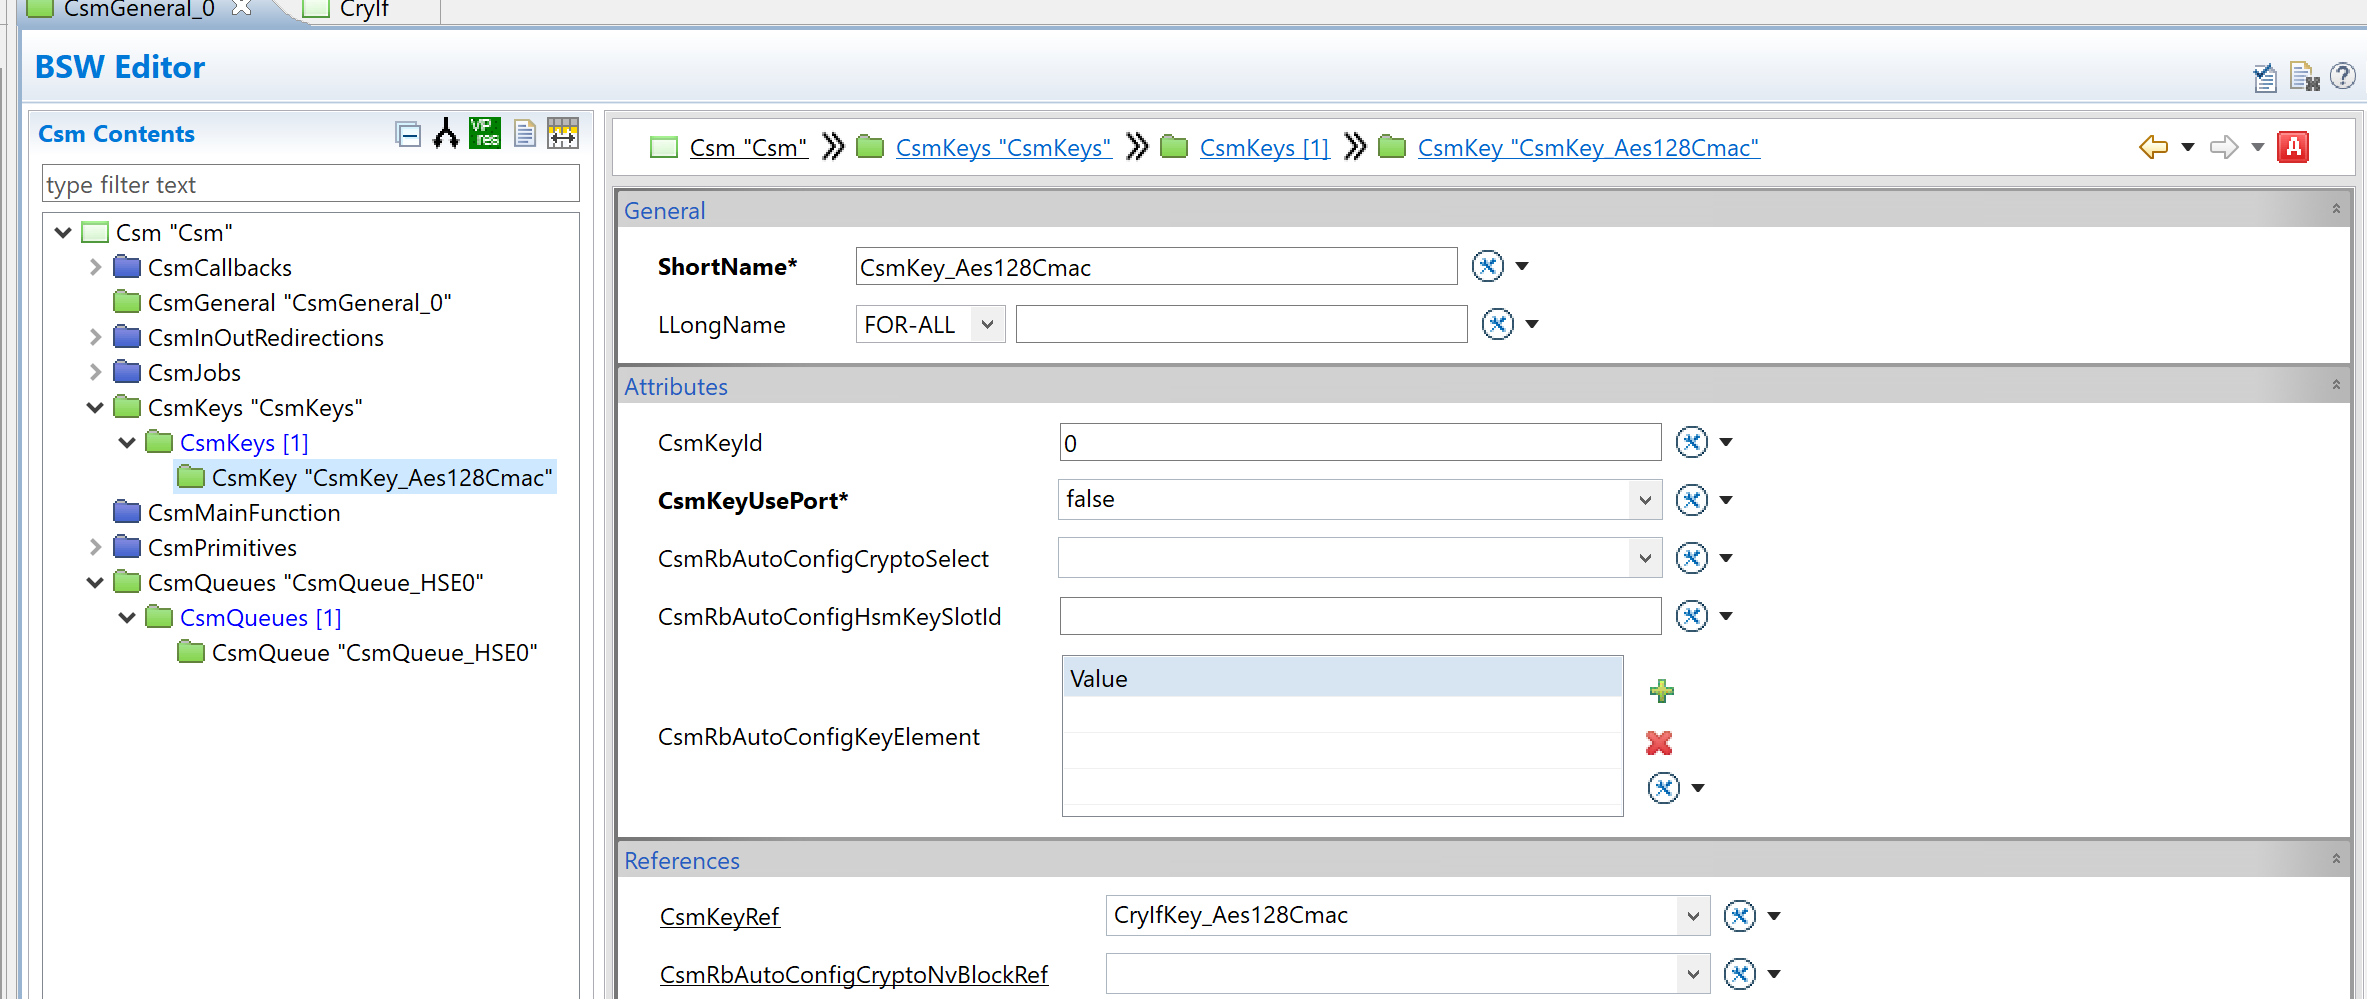 CsmGeneral_0
CryIf
BSW Editor
Csm Contents
VP
res
type filter text
Csm "Csm"
CsmCallbacks
CsmGeneral "CsmGeneral_0"
CsmInOutRedirections
CsmJobs
CsmKeys "CsmKeys"
CsmKeys [1]
CsmKey "CsmKey_Aes128Cmac"
CsmMainFunction
CsmPrimitives
CsmQueues "CsmQueue_HSE0"
CsmQueues [1]
CsmQueue "CsmQueue_HSE0"
Csm "Csm" CsmKeys "CsmKeys" CsmKeys [1] CsmKey "CsmKey_Aes128Cmac" A
General
ShortName* CsmKey_Aes128Cmac
LLongName FOR-ALL
Attributes
CsmKeyId 0
CsmKeyUsePort* false
CsmRbAutoConfigCryptoSelect
CsmRbAutoConfigHsmKeySlotId
Value
CsmRbAutoConfigKeyElement
References
CsmKeyRef CryIfKey_Aes128Cmac
CsmRbAutoConfigCryptoNvBlockRef